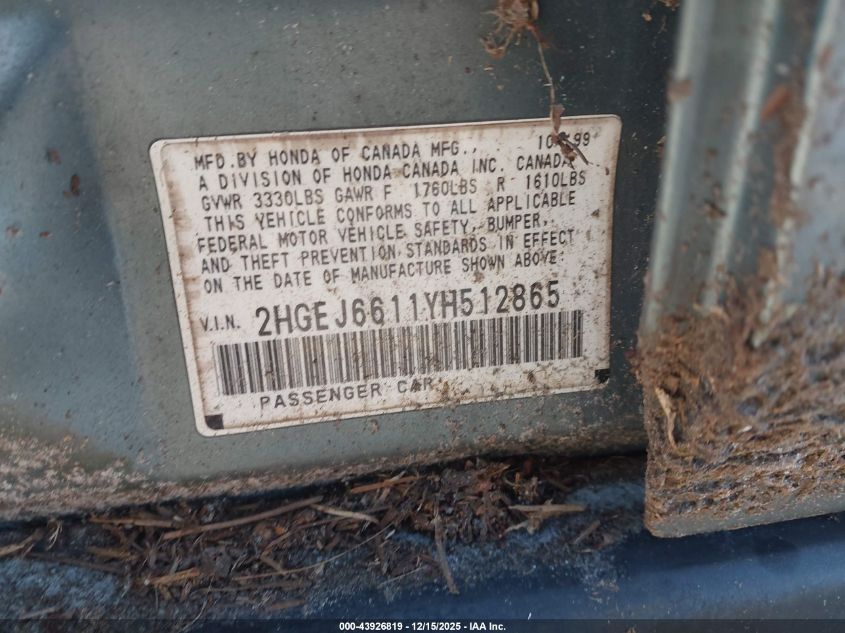 MFD.BY HONDA OF CANADA MFG.,
A DIVISION OF HONDA CANADA INC. CANADA
GVWR 3330LBS GAWR F 1760LBS R 1610LBS
THIS VEHICLE CONFORMS TO ALL APPLICABLE
FEDERAL MOTOR VEHICLE SAFETY, BUMPER,
AND THEFT PREVENTION STANDARDS IN EFFECT
ON THE DATE OF MANUFACTURE SHOWN ABOVE.
V.I.N. 2HGEJ6611YH512865
PASSENGER CAR
000-43926819 - 12/15/2025 - IAA Inc.